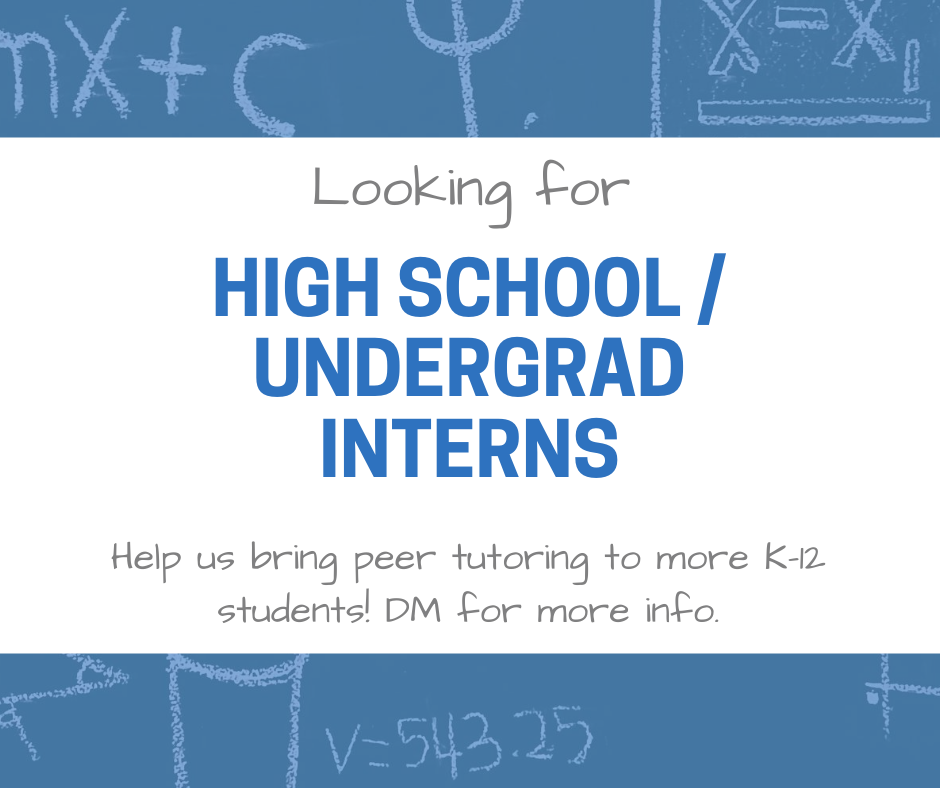 mx+c
x-x
Looking for
HIGH SCHOOL /
UNDERGRAD
INTERNS
Help us bring peer tutoring to more K-12
students! DM for more info.
V=543.25